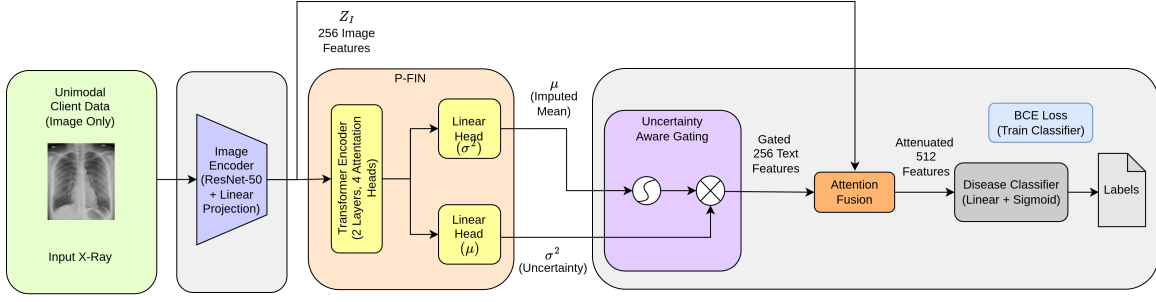 Z_I
256 Image
Features
Unimodal
Client Data
(Image Only)
Input X-Ray
Image
Encoder
(ResNet-50
+ Linear
Projection)
P-FIN
Transformer Encoder
(2 Layers, 4 Attentation
Heads)
Linear
Head
(σ²)
Linear
Head
(μ)
μ
(Imputed
Mean)
σ²
(Uncertainty)
Uncertainty
Aware Gating
Gated
256 Text
Features
Attention
Fusion
Attenuated
512
Features
BCE Loss
(Train Classifier)
Disease Classifier
(Linear + Sigmoid)
Labels